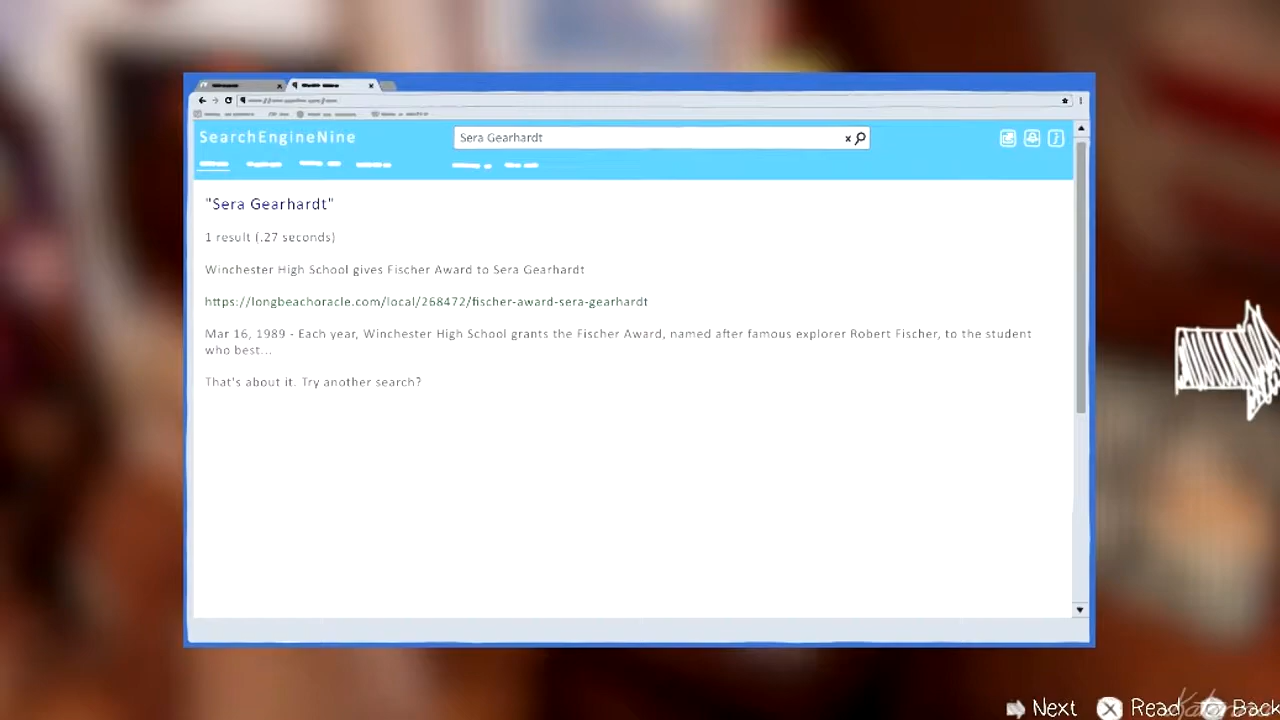 SearchEngineNine
Sera Gearhardt
x
"Sera Gearhardt"
1 result (.27 seconds)
Winchester High School gives Fischer Award to Sera Gearhardt
https://longbeachoracle.com/local/268472/fischer-award-sera-gearhardt
Mar 16, 1989 - Each year, Winchester High School grants the Fischer Award, named after famous explorer Robert Fischer, to the student
who best...
That's about it. Try another search?
Next Read Back